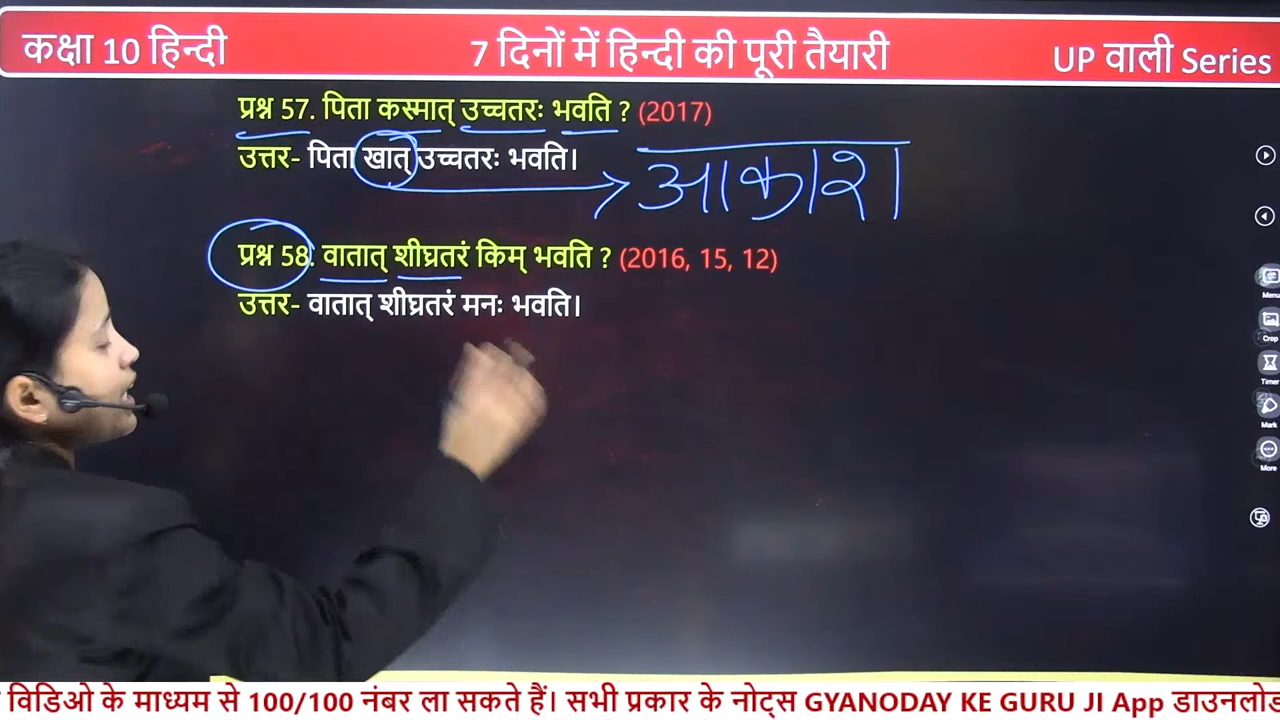 कक्षा 10 हिन्दी 7 दिनों में हिन्दी की पूरी तैयारी UP वाली Series
प्रश्न 57. पिता कस्मात् उच्चतरः भवति ? (2017)
उत्तर- पिता खात् उच्चतरः भवति।
आकाश
प्रश्न 58. वातात् शीघ्रतरं किम् भवति ? (2016, 15, 12)
उत्तर- वातात् शीघ्रतरं मनः भवति।
Menu
Crop
Timer
Mark
More
विडिओ के माध्यम से 100/100 नंबर ला सकते हैं। सभी प्रकार के नोट्स GYANODAY KE GURU JI App डाउनलोड